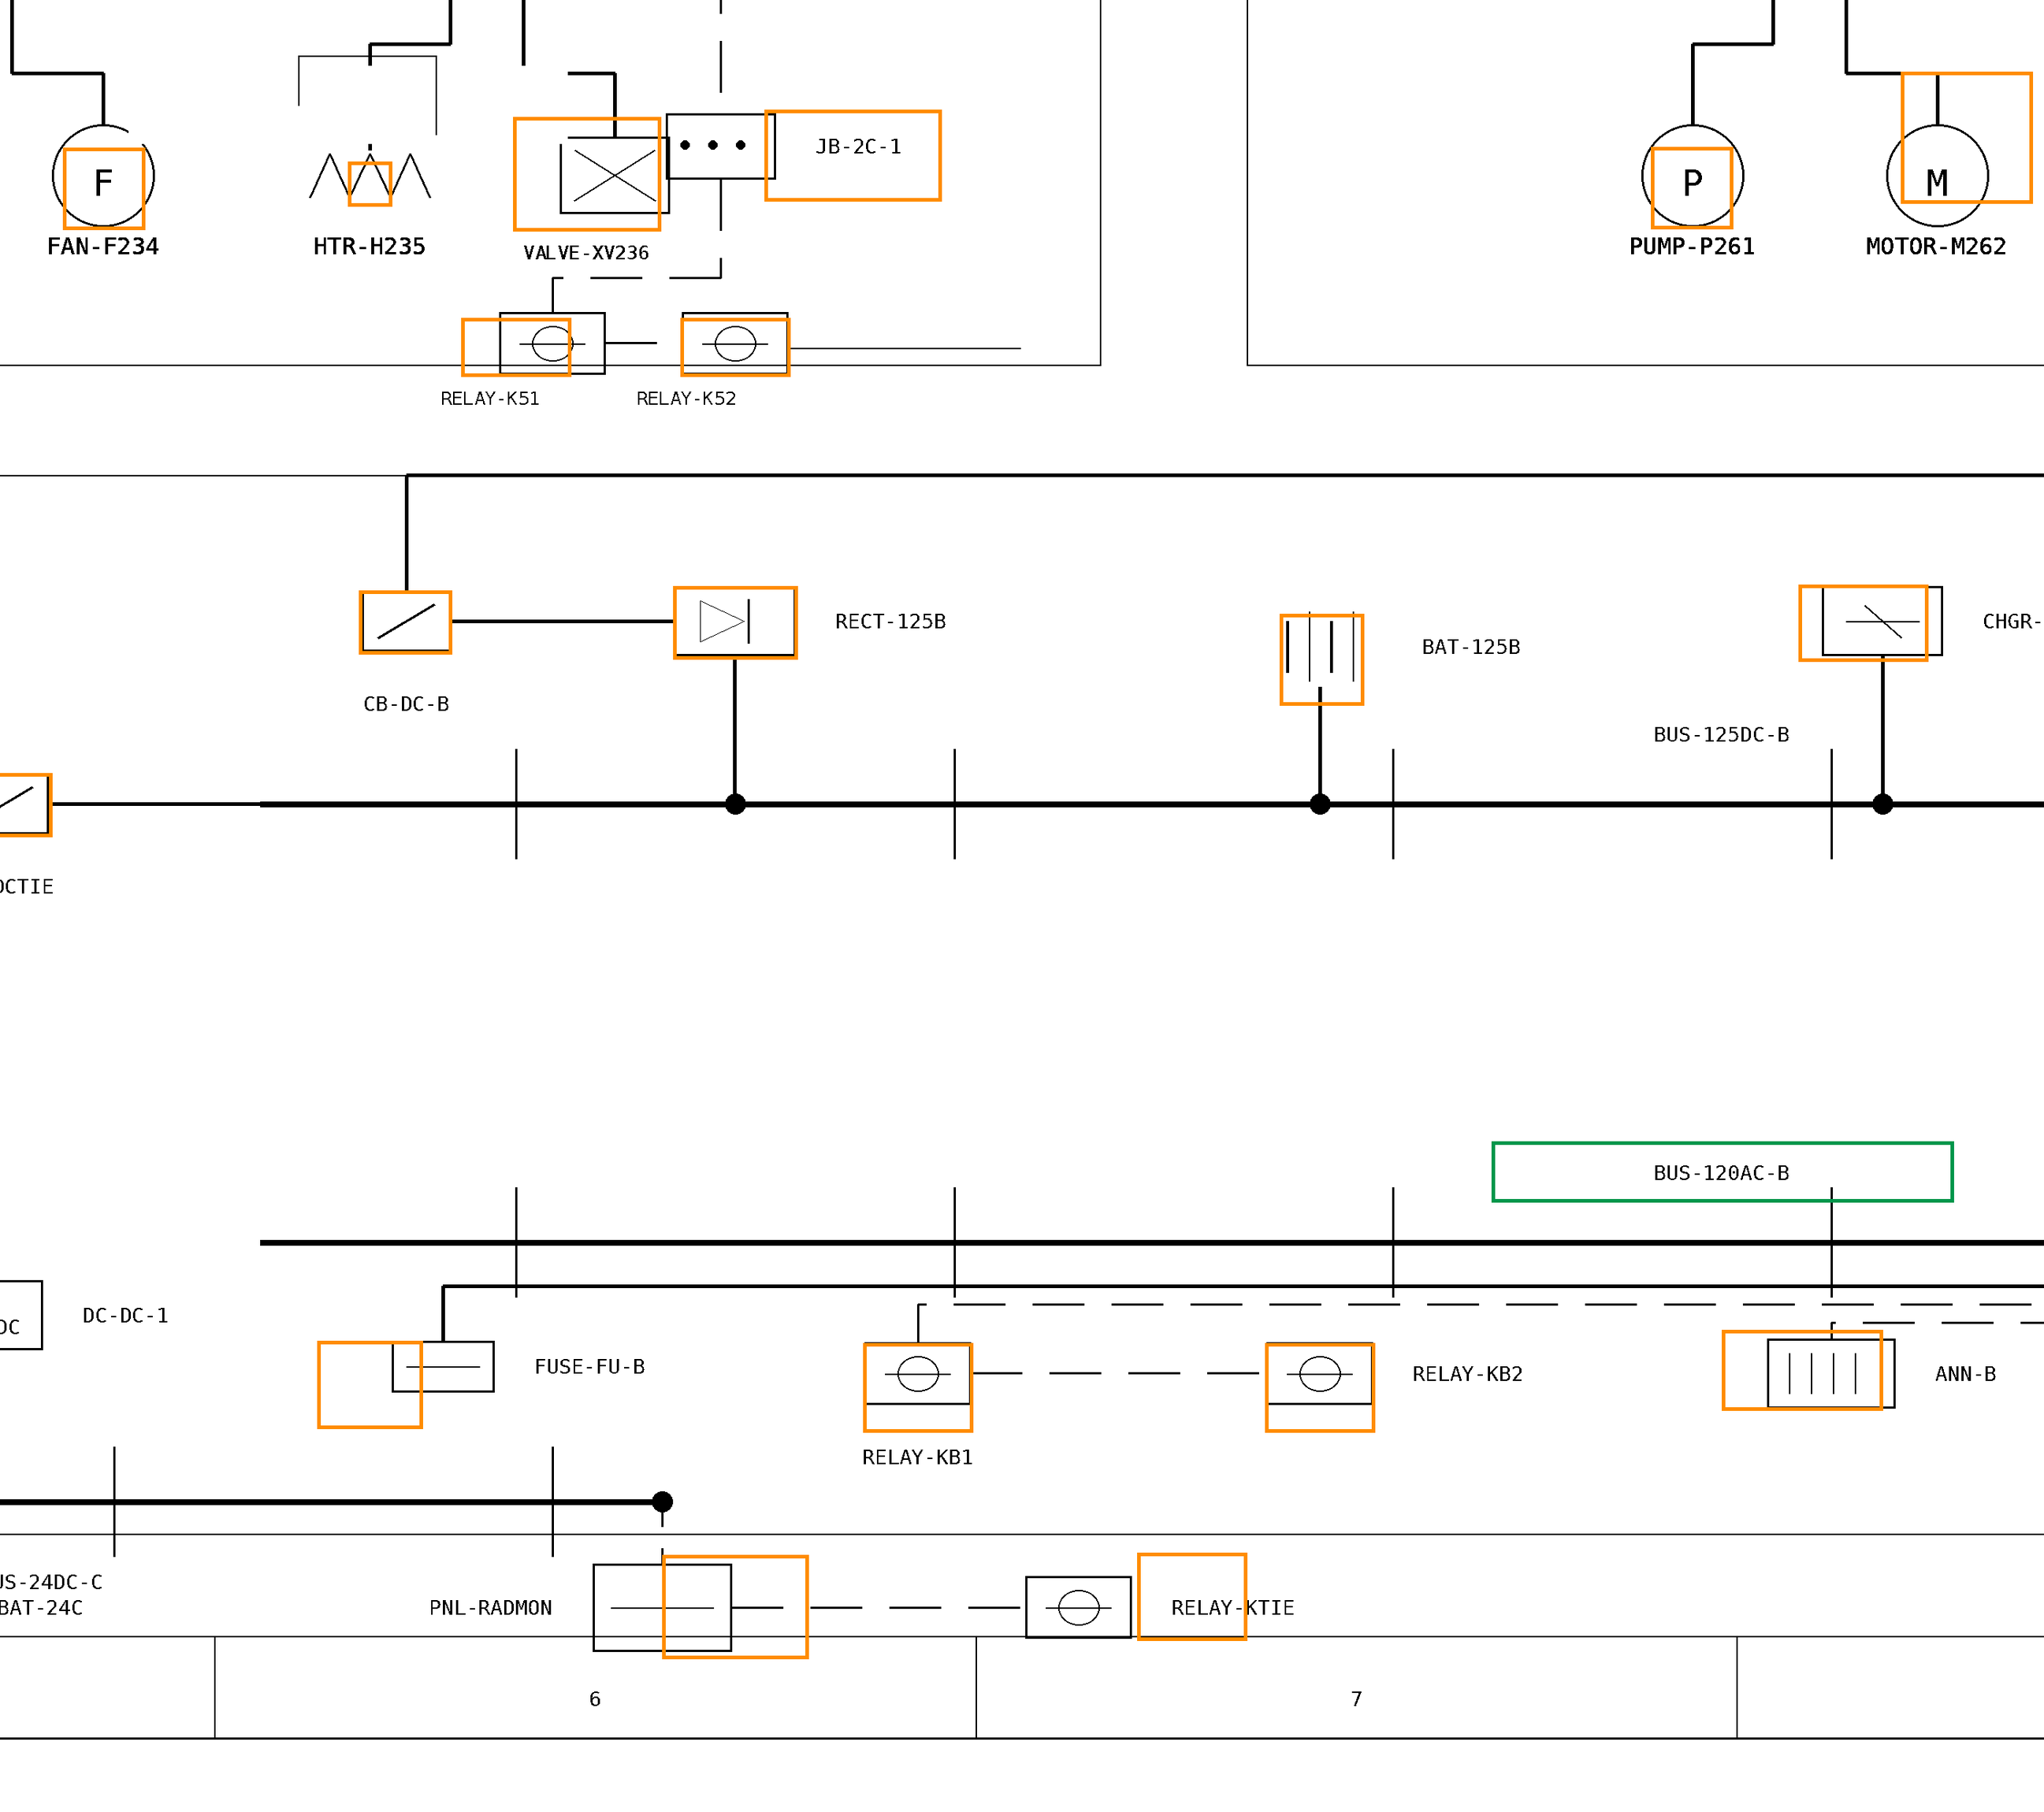 F
P
M
JB-2C-1
FAN-F234
HTR-H235
VALVE-XV236
PUMP-P261
MOTOR-M262
RELAY-K51
RELAY-K52
RECT-125B
BAT-125B
CHGR-
CB-DC-B
BUS-125DC-B
DCTIE
BUS-120AC-B
DC
DC-DC-1
FUSE-FU-B
RELAY-KB2
ANN-B
RELAY-KB1
US-24DC-C
BAT-24C
PNL-RADMON
RELAY-KTIE
6
7